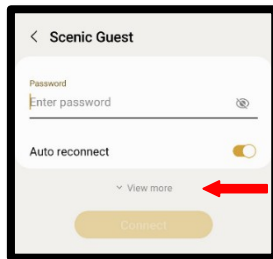 Scenic Guest
Password
Enter password
Auto reconnect
View more
Connect